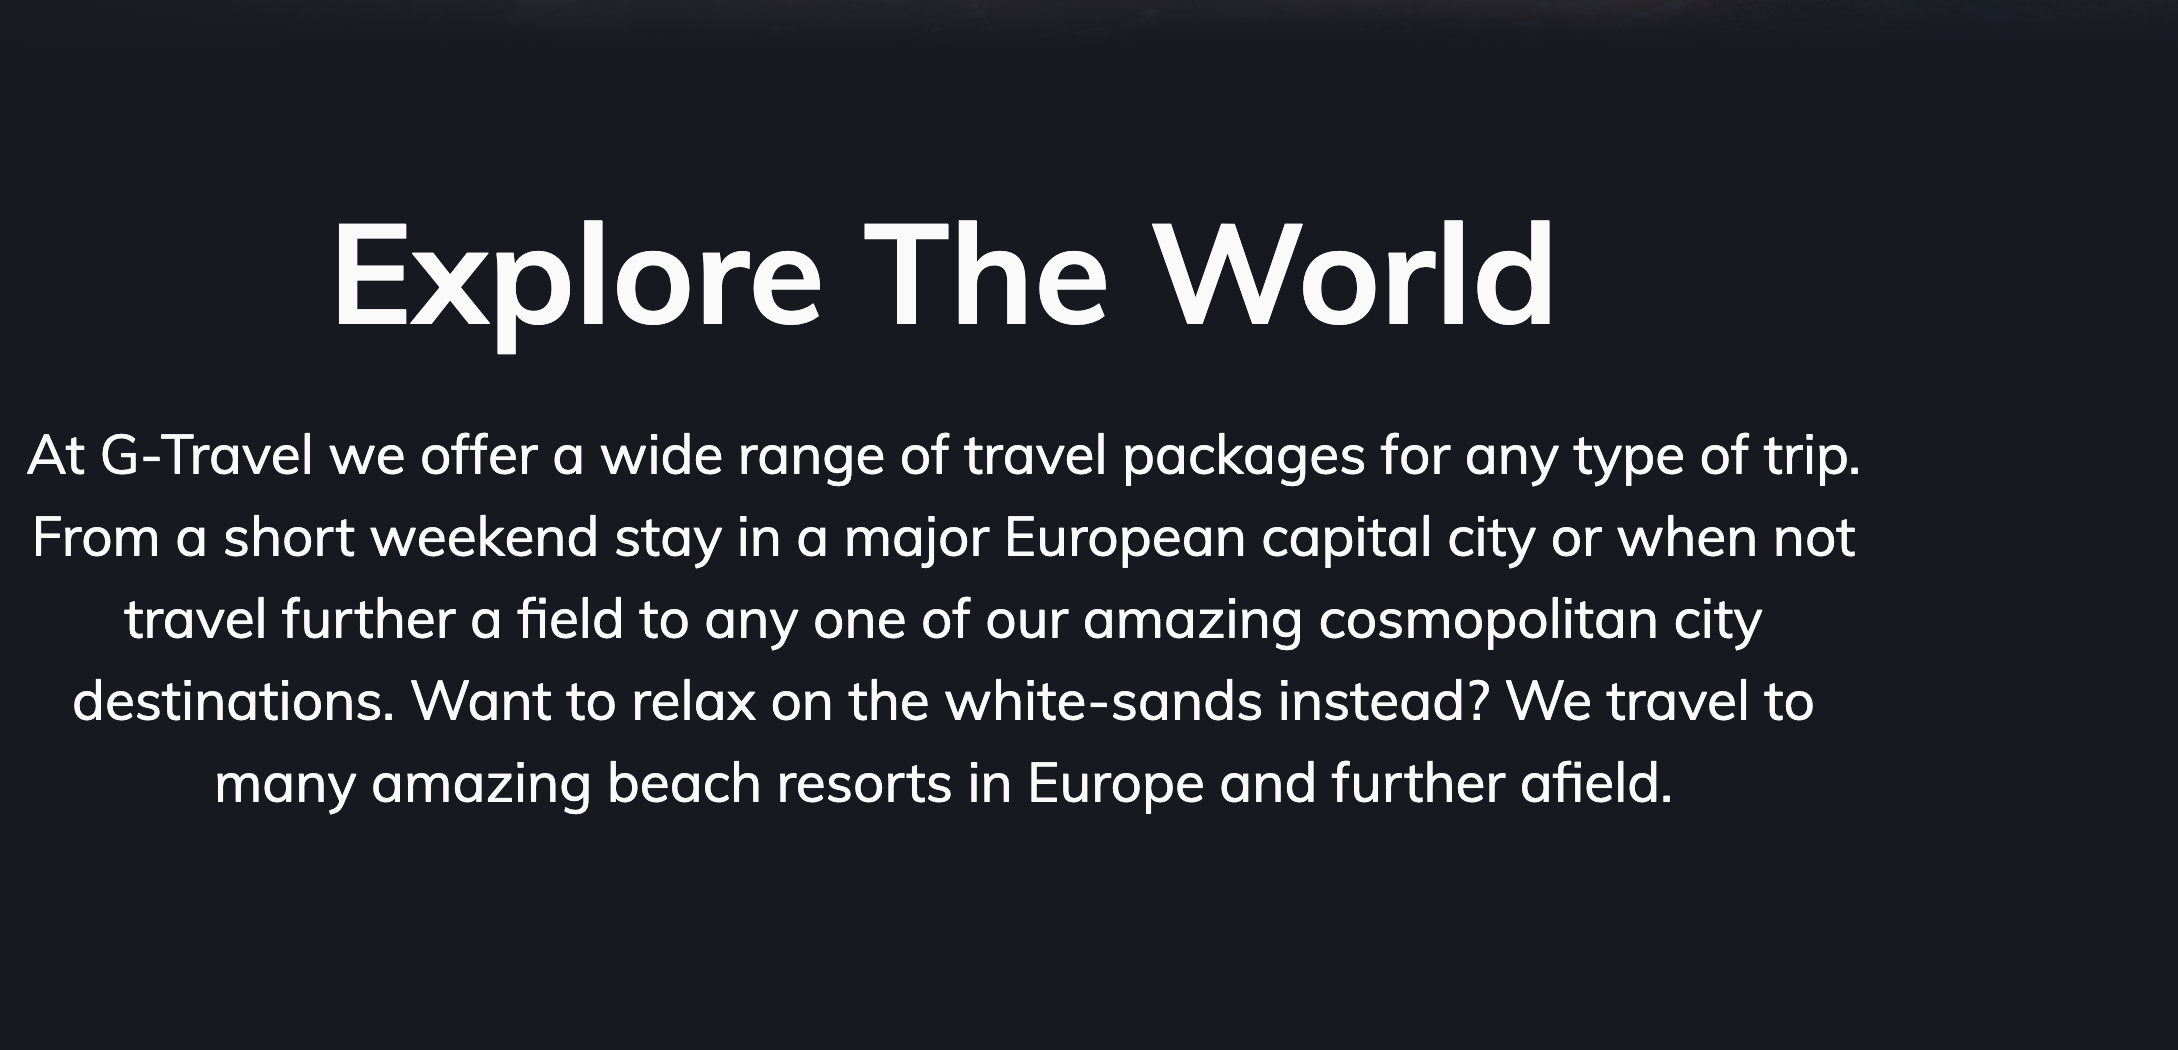 Explore The World
At G-Travel we offer a wide range of travel packages for any type of trip.
From a short weekend stay in a major European capital city or when not
travel further a field to any one of our amazing cosmopolitan city
destinations. Want to relax on the white-sands instead? We travel to
many amazing beach resorts in Europe and further afield.